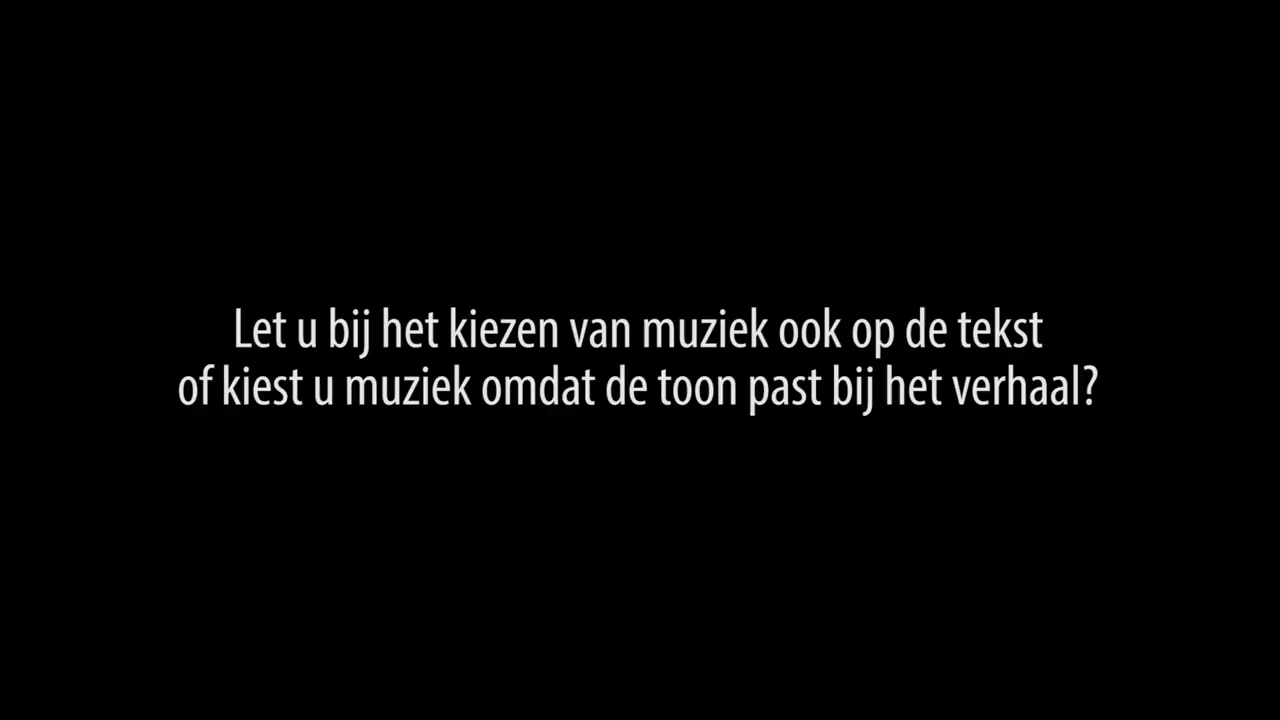 Let u bij het kiezen van muziek ook op de tekst
of kiest u muziek omdat de toon past bij het verhaal?